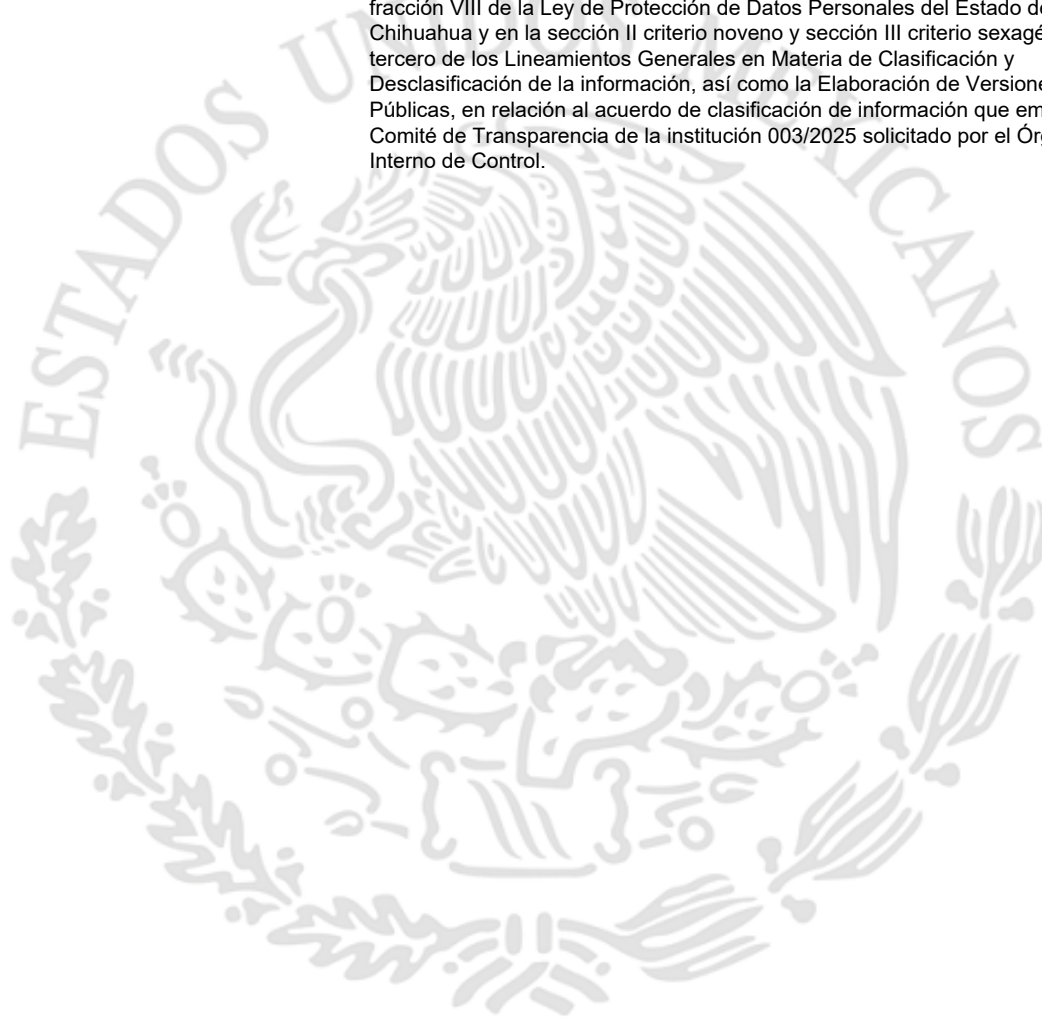 fracción VIII de la Ley de Protección de Datos Personales del Estado de
Chihuahua y en la sección II criterio noveno y sección III criterio
tercero de los Lineamientos Generales en Materia de Clasificación y
Desclasificación de la información, así como la Elaboración de
Públicas, en relación al acuerdo de clasificación de información que
Comité de Transparencia de la institución 003/2025 solicitado por el
Interno de Control.
ESTADOS UNIDOS MEXICANOS